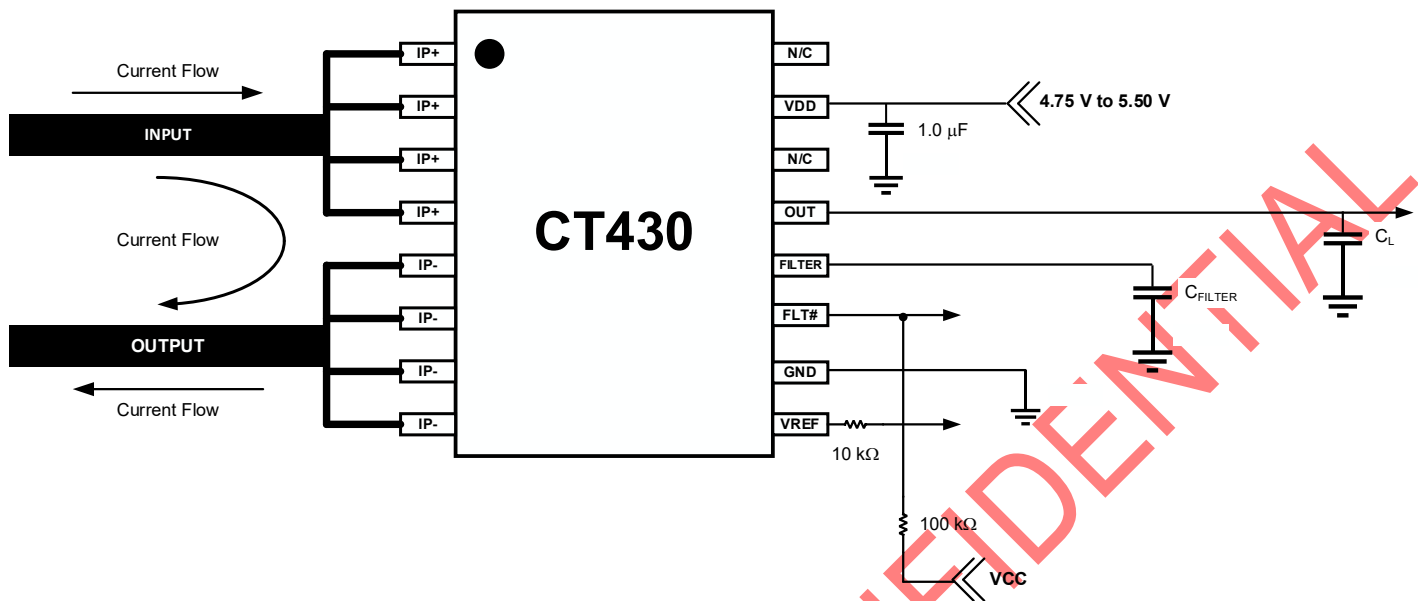 Current Flow
INPUT
Current Flow
OUTPUT
Current Flow
IP+
IP+
IP+
IP+
IP-
IP-
IP-
IP-
CT430
N/C
VDD
N/C
OUT
FILTER
FLT#
GND
VREF
4.75 V to 5.50 V
1.0 μF
CL
CFILTER
10 kΩ
100 kΩ
VCC
FIDENTIAL